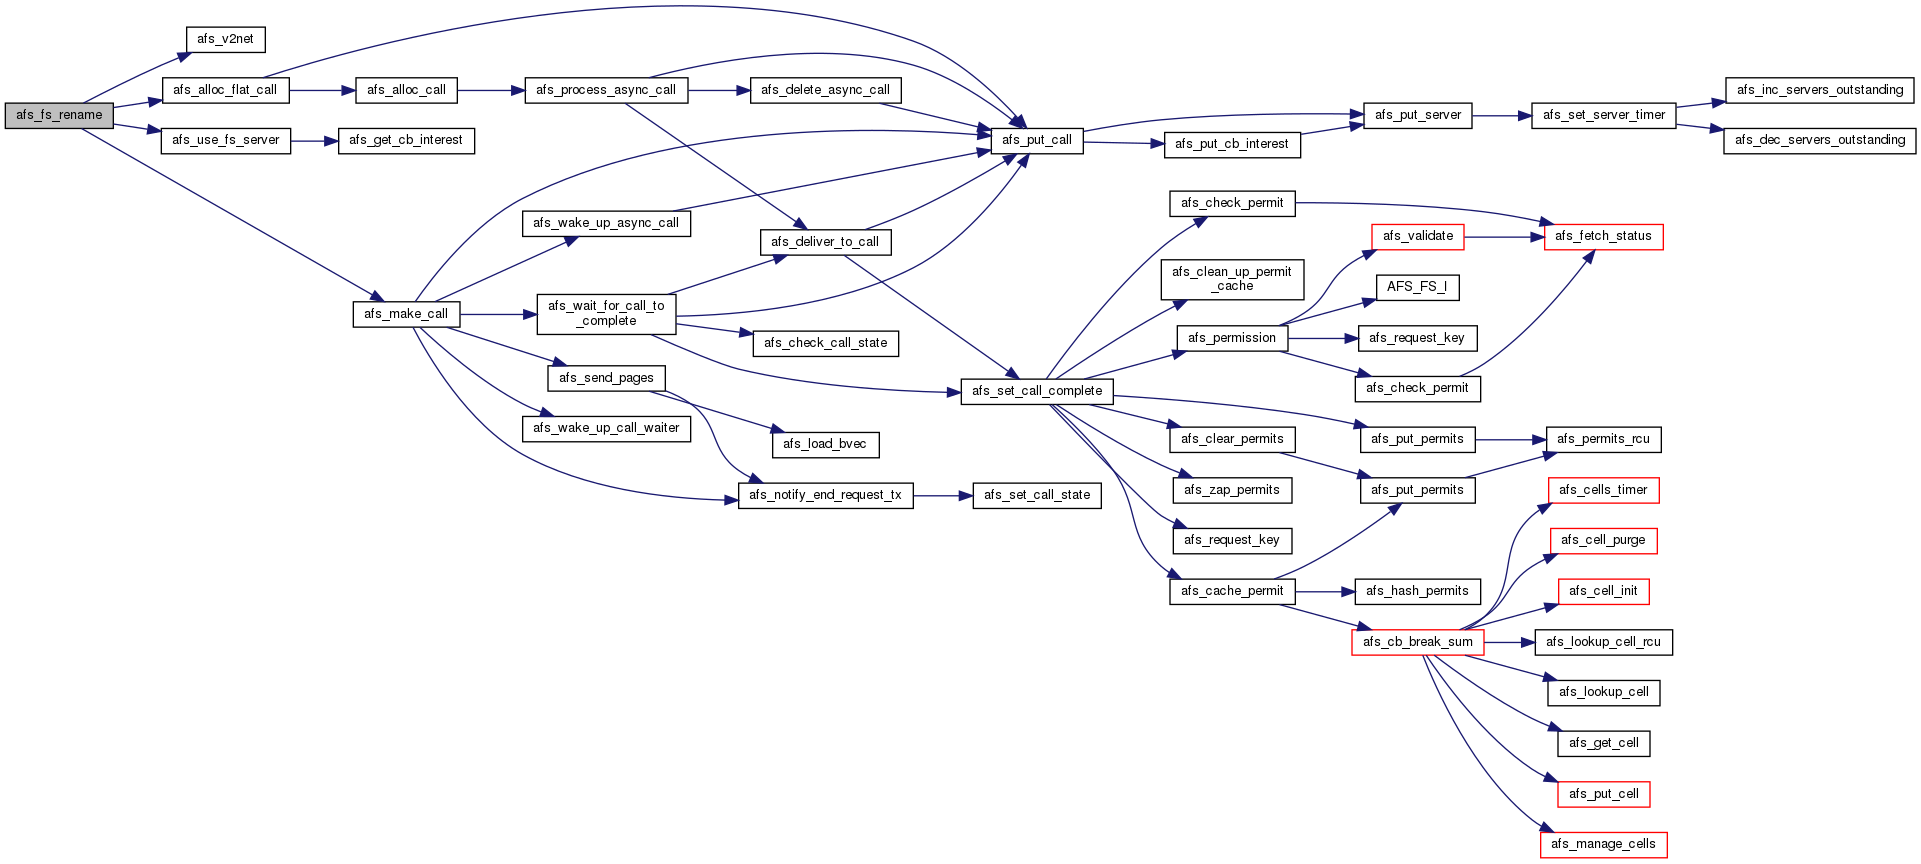 afs_fs_rename
afs_v2net
afs_alloc_flat_call
afs_use_fs_server
afs_alloc_call
afs_get_cb_interest
afs_make_call
afs_process_async_call
afs_wake_up_async_call
afs_wait_for_call_to
_complete
afs_send_pages
afs_wake_up_call_waiter
afs_delete_async_call
afs_deliver_to_call
afs_check_call_state
afs_load_bvec
afs_notify_end_request_tx
afs_put_call
afs_set_call_complete
afs_set_call_state
afs_put_cb_interest
afs_check_permit
afs_clean_up_permit
_cache
afs_permission
afs_clear_permits
afs_zap_permits
afs_request_key
afs_cache_permit
afs_put_server
afs_validate
AFS_FS_I
afs_request_key
afs_check_permit
afs_put_permits
afs_put_permits
afs_hash_permits
afs_cb_break_sum
afs_set_server_timer
afs_fetch_status
afs_permits_rcu
afs_cells_timer
afs_cell_purge
afs_cell_init
afs_lookup_cell_rcu
afs_lookup_cell
afs_get_cell
afs_put_cell
afs_manage_cells
afs_inc_servers_outstanding
afs_dec_servers_outstanding